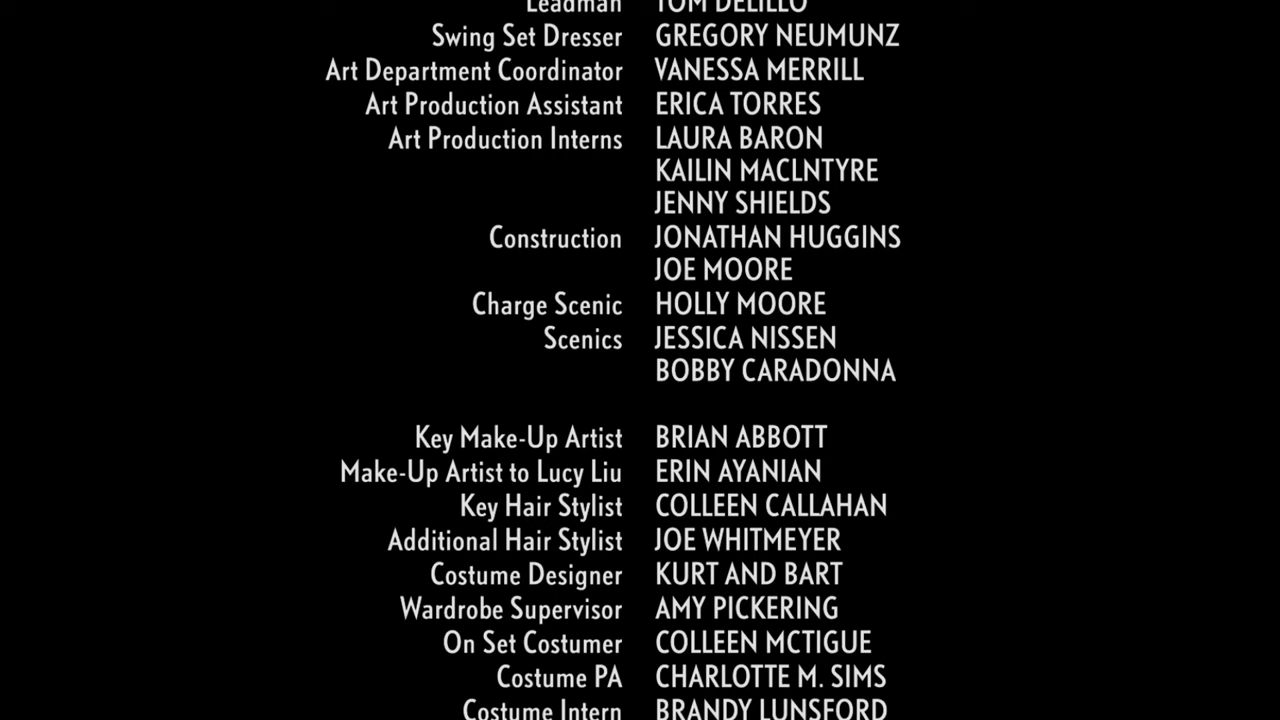 Leadman TOM DELILLO
Swing Set Dresser GREGORY NEUMUNZ
Art Department Coordinator VANESSA MERRILL
Art Production Assistant ERICA TORRES
Art Production Interns LAURA BARON
KAILIN MACLNTYRE
JENNY SHIELDS
Construction JONATHAN HUGGINS
JOE MOORE
Charge Scenic HOLLY MOORE
Scenics JESSICA NISSEN
BOBBY CARADONNA
Key Make-Up Artist BRIAN ABBOTT
Make-Up Artist to Lucy Liu ERIN AYANIAN
Key Hair Stylist COLLEEN CALLAHAN
Additional Hair Stylist JOE WHITMEYER
Costume Designer KURT AND BART
Wardrobe Supervisor AMY PICKERING
On Set Costumer COLLEEN MCTIGUE
Costume PA CHARLOTTE M. SIMS
Costume Intern BRANDY LUNSFORD